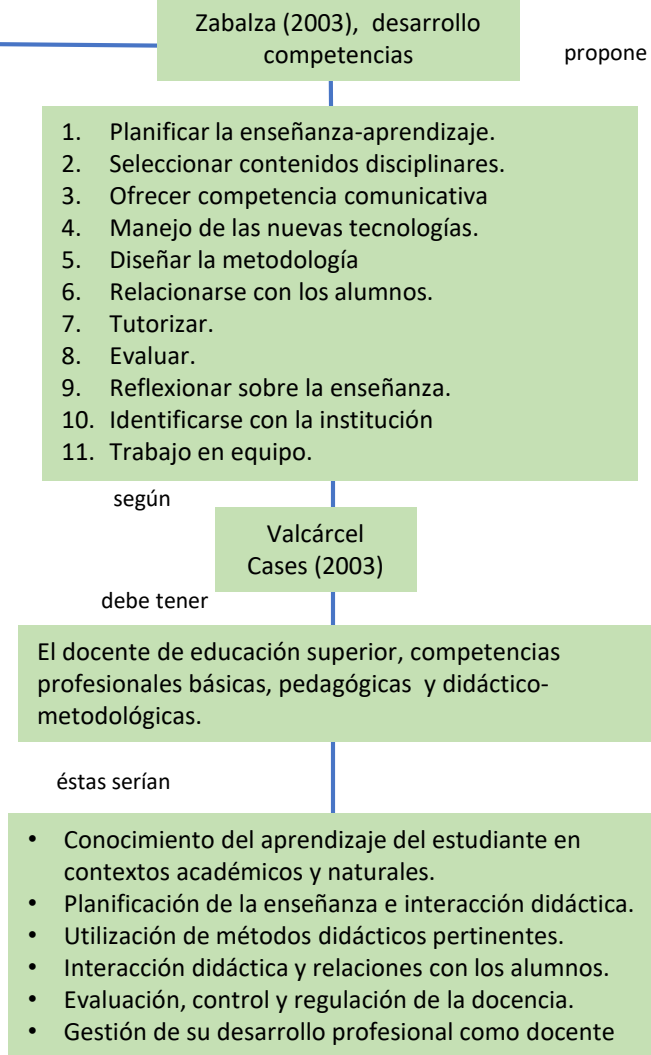 Zabalza (2003), desarrollo
competencias
propone
1. Planificar la enseñanza-aprendizaje.
2. Seleccionar contenidos disciplinares.
3. Ofrecer competencia comunicativa
4. Manejo de las nuevas tecnologías.
5. Diseñar la metodología
6. Relacionarse con los alumnos.
7. Tutorizar.
8. Evaluar.
9. Reflexionar sobre la enseñanza.
10. Identificarse con la institución
11. Trabajo en equipo.
según
Valcárcel
Cases (2003)
debe tener
El docente de educación superior, competencias
profesionales básicas, pedagógicas y didáctico-
metodológicas.
éstas serían
• Conocimiento del aprendizaje del estudiante en
contextos académicos y naturales.
• Planificación de la enseñanza e interacción didáctica.
• Utilización de métodos didácticos pertinentes.
• Interacción didáctica y relaciones con los alumnos.
• Evaluación, control y regulación de la docencia.
• Gestión de su desarrollo profesional como docente